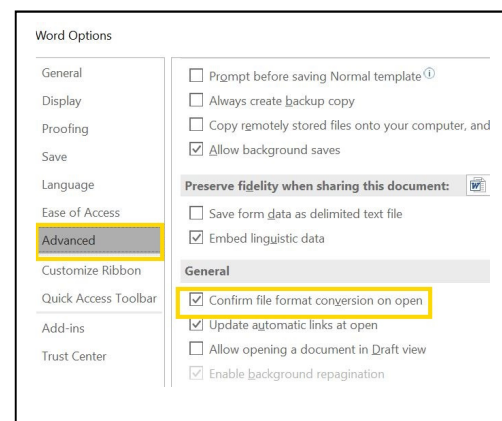 Word Options
General
Display
Proofing
Save
Language
Ease of Access
Advanced
Customize Ribbon
Quick Access Toolbar
Add-ins
Trust Center
Prompt before saving Normal template
Always create backup copy
Copy remotely stored files onto your computer, and
Allow background saves
Preserve fidelity when sharing this document:
Save form data as delimited text file
Embed linguistic data
General
Confirm file format conversion on open
Update automatic links at open
Allow opening a document in Draft view
Enable background repagination